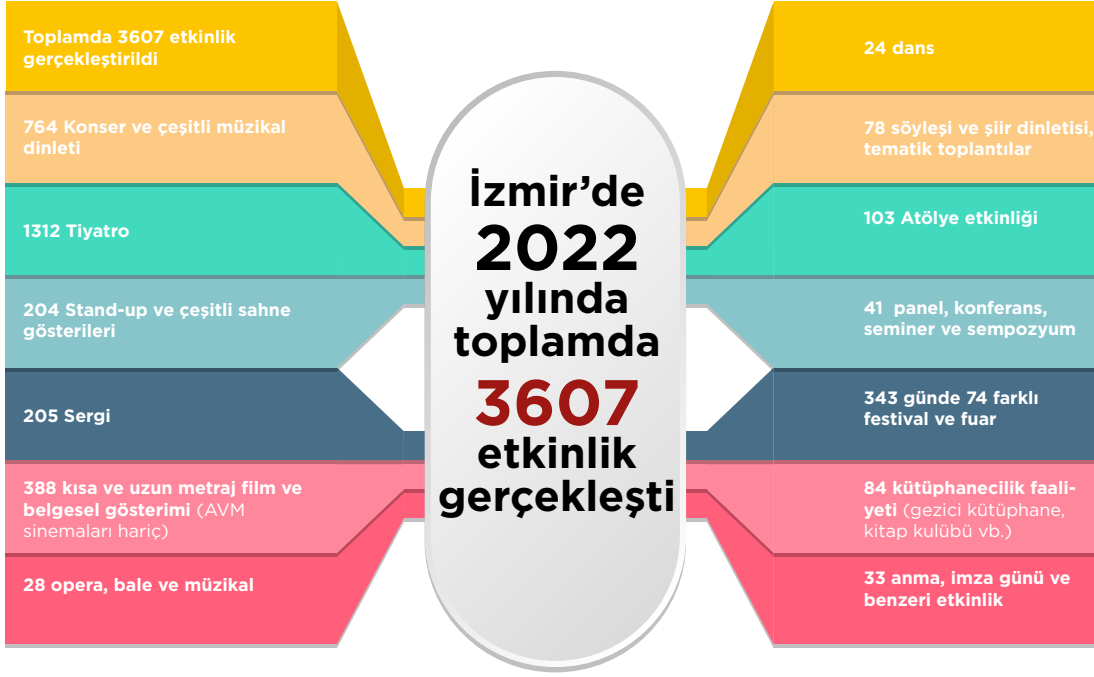 Toplamda 3607 etkinlik
gerçekleştirildi
764 Konser ve çeşitli müzikal
dinleti
1312 Tiyatro
204 Stand-up ve çeşitli sahne
gösterileri
205 Sergi
388 kısa ve uzun metraj film ve
belgesel gösterimi (AVM
sinemaları hariç)
28 opera, bale ve müzikal
İzmir’de
2022
yılında
toplamda
3607
etkinlik
gerçekleşti
24 dans
78 söyleşi ve şiir dinletisi,
tematik toplantılar
103 Atölye etkinliği
41 panel, konferans,
seminer ve sempozyum
343 günde 74 farklı
festival ve fuar
84 kütüphanecilik faali-
yeti (gezici kütüphane,
kitap kulübü vb.)
33 anma, imza günü ve
benzeri etkinlik